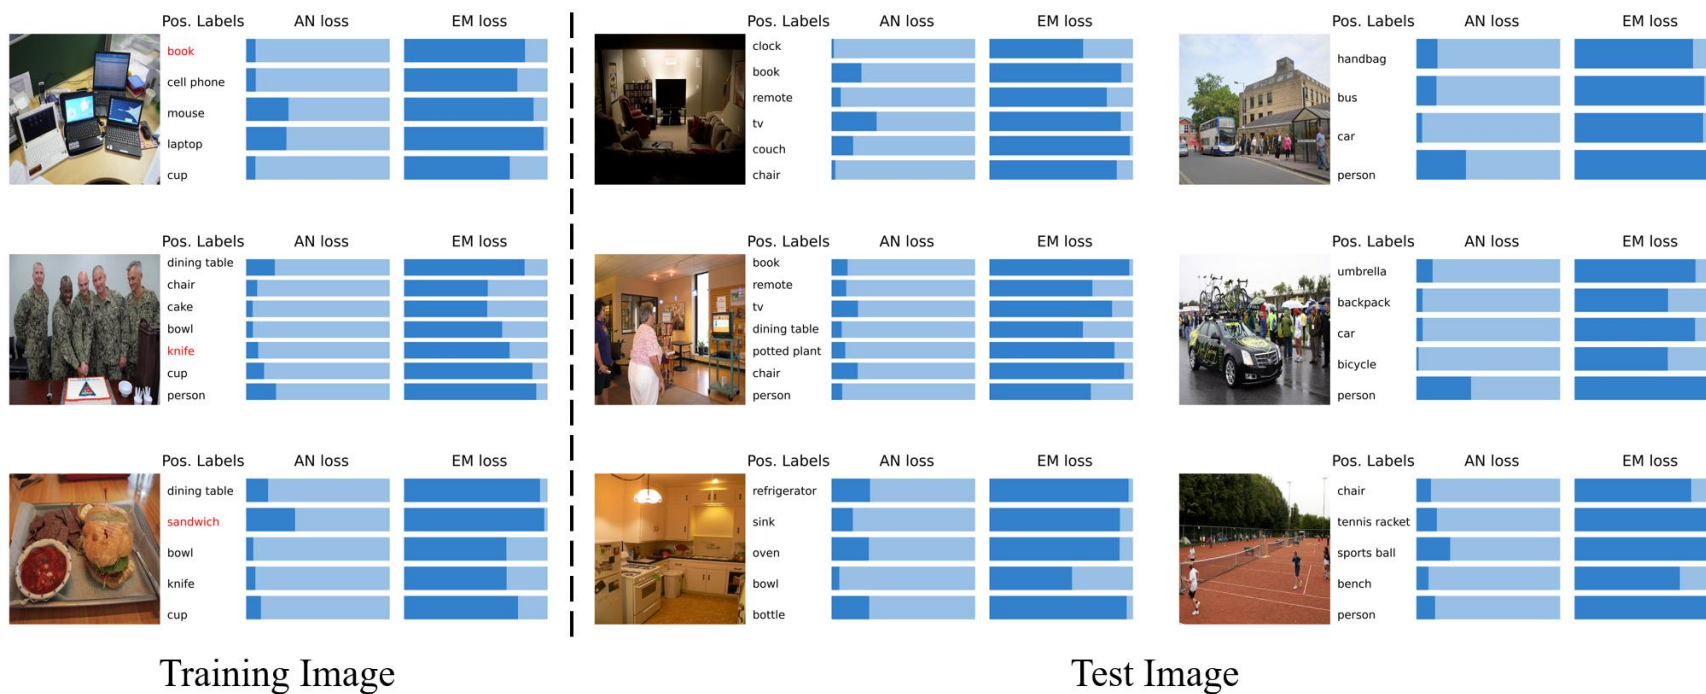 Pos. Labels AN loss EM loss
book
cell phone
mouse
laptop
cup
Pos. Labels AN loss EM loss
clock
book
remote
tv
couch
chair
Pos. Labels AN loss EM loss
handbag
bus
car
person
Pos. Labels AN loss EM loss
dining table
chair
cake
bowl
knife
cup
person
Pos. Labels AN loss EM loss
book
remote
tv
dining table
potted plant
chair
person
Pos. Labels AN loss EM loss
umbrella
backpack
car
bicycle
person
Pos. Labels AN loss EM loss
dining table
sandwich
bowl
knife
cup
Pos. Labels AN loss EM loss
refrigerator
sink
oven
bowl
bottle
Pos. Labels AN loss EM loss
chair
tennis racket
sports ball
bench
person
Training Image
Test Image